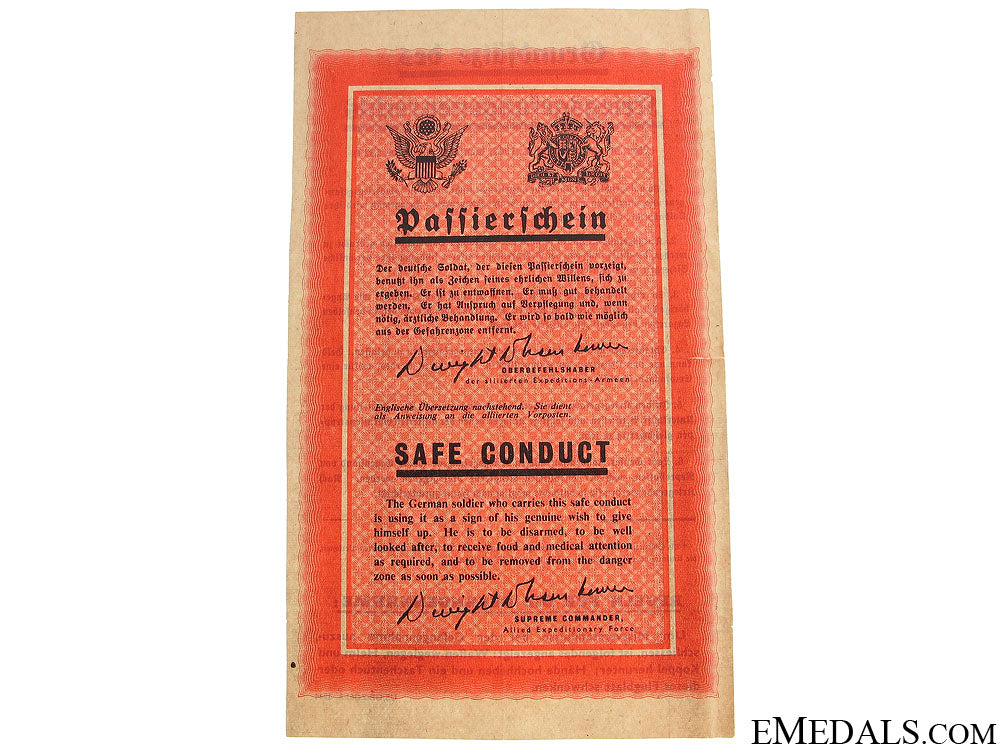 Passierschein
Der deutsche Soldat, der diesen Passierschein vorzeigt,
benutzt ihn als Zeichen seines ehrlichen Willens, sich zu
ergeben. Er ist zu entwaffnen. Er muß gut behandelt
werden. Er hat Anspruch auf Verpflegung und, wenn
nötig, ärztliche Behandlung. Er wird so bald wie möglich
aus der Gefahrenzone entfernt.
Dwight D Eisenhower
OBERBEFEHLSHABER
der alliierten Expeditions-Armeen
Englische Übersetzung nachstehend. Sie dient
als Anweisung an die alliierten Vorposten.
SAFE CONDUCT
The German soldier who carries this safe conduct
is using it as a sign of his genuine wish to give
himself up. He is to be disarmed, to be well
looked after, to receive food and medical attention
as required, and to be removed from the danger
zone as soon as possible.
Dwight D Eisenhower
SUPREME COMMANDER,
Allied Expeditionary Force
EMEDALS.COM